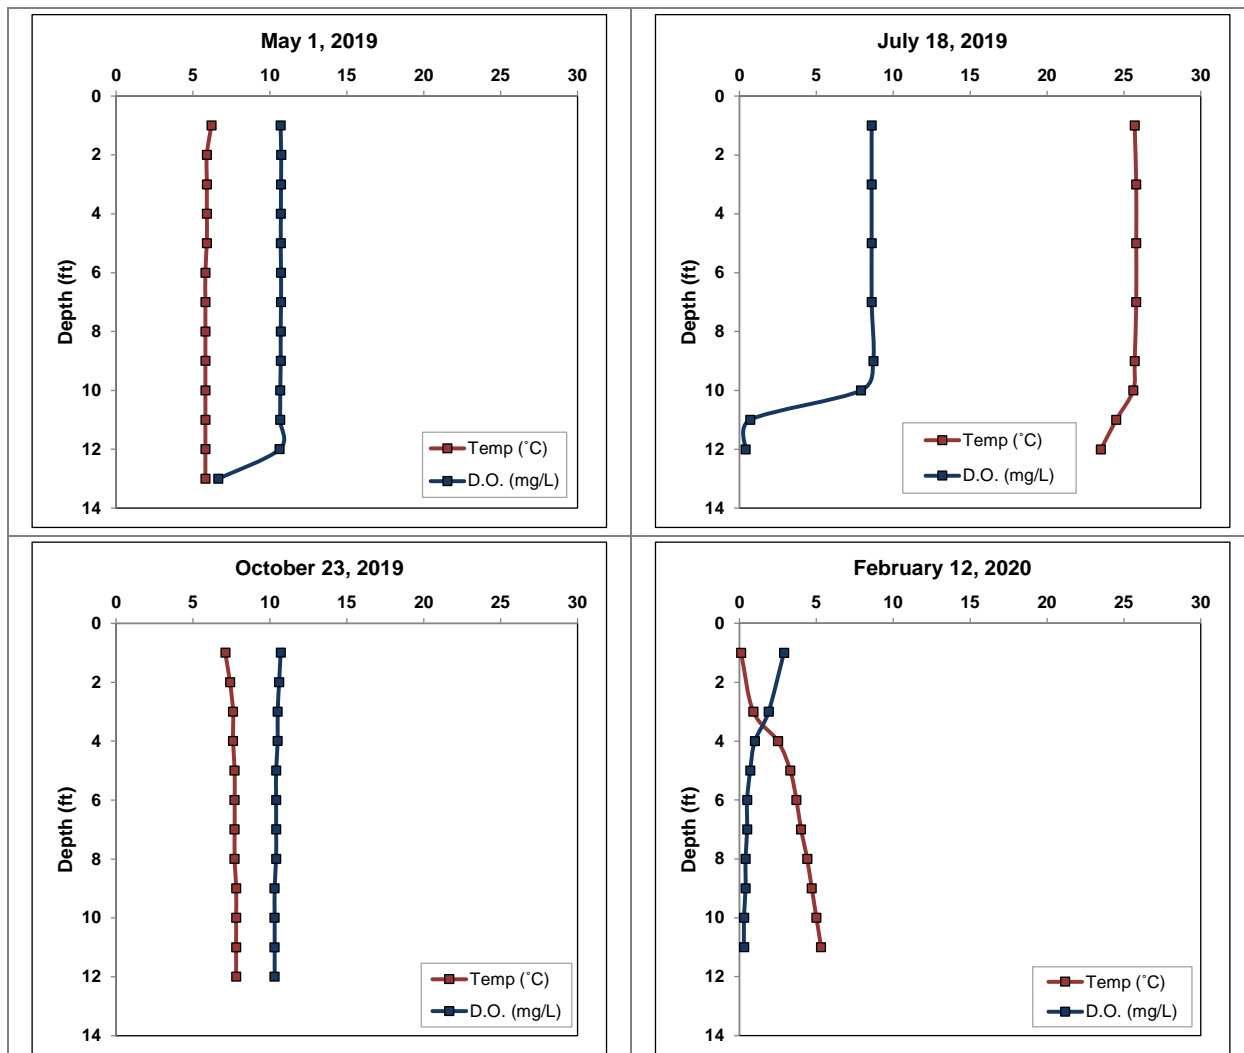 May 1, 2019
0 5 10 15 20 25 30
0
2
4
6
8
10
12
14
Depth (ft)
Temp (˚C)
D.O. (mg/L)
July 18, 2019
0 5 10 15 20 25 30
0
2
4
6
8
10
12
14
Depth (ft)
Temp (˚C)
D.O. (mg/L)
October 23, 2019
0 5 10 15 20 25 30
0
2
4
6
8
10
12
14
Depth (ft)
Temp (˚C)
D.O. (mg/L)
February 12, 2020
0 5 10 15 20 25 30
0
2
4
6
8
10
12
14
Depth (ft)
Temp (˚C)
D.O. (mg/L)